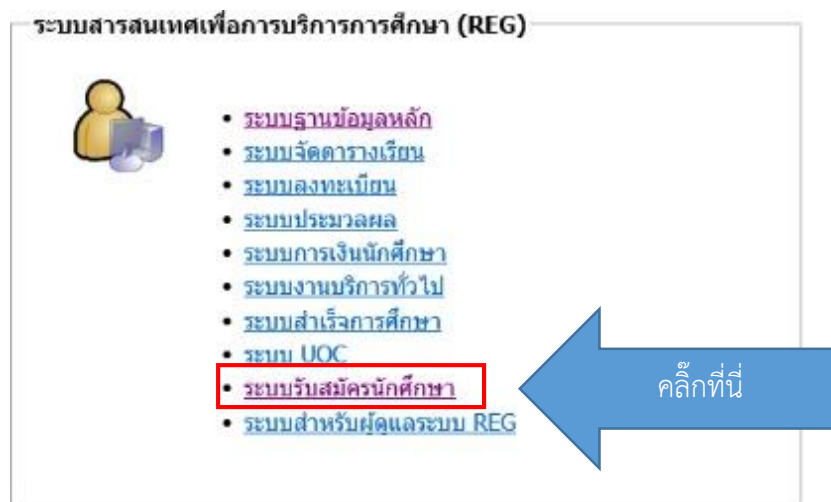 ระบบสารสนเทศเพื่อการบริการการศึกษา (REG)
ระบบฐานข้อมูลหลัก
ระบบจัดตารางเรียน
ระบบลงทะเบียน
ระบบประมวลผล
ระบบการเงินนักศึกษา
ระบบงานบริการทั่วไป
ระบบสำเร็จการศึกษา
ระบบ UOC
ระบบรับสมัครนักศึกษา
คลิ๊กที่นี่
ระบบสำหรับผู้ดูแลระบบ REG